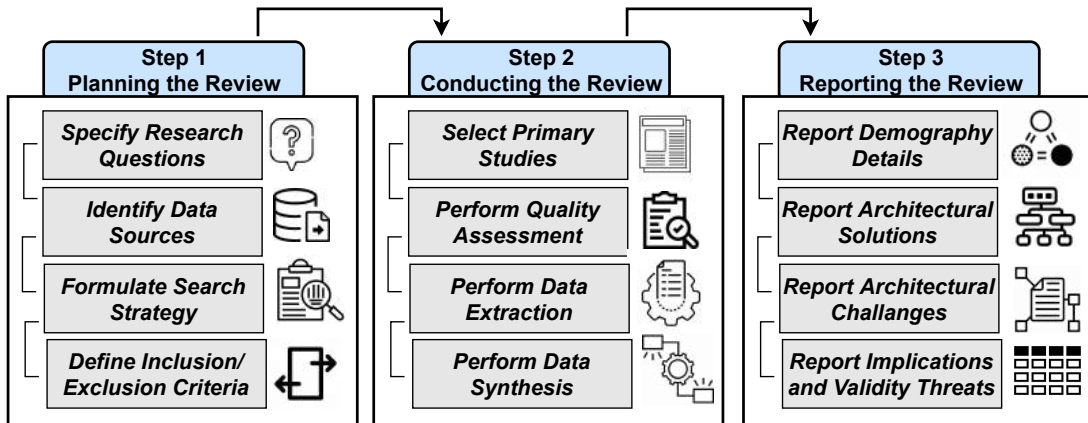 Step 1
Planning the Review
Specify Research
Questions
Identify Data
Sources
Formulate Search
Strategy
Define Inclusion/
Exclusion Criteria
Step 2
Conducting the Review
Select Primary
Studies
Perform Quality
Assessment
Perform Data
Extraction
Perform Data
Synthesis
Step 3
Reporting the Review
Report Demography
Details
Report Architectural
Solutions
Report Architectural
Challanges
Report Implications
and Validity Threats